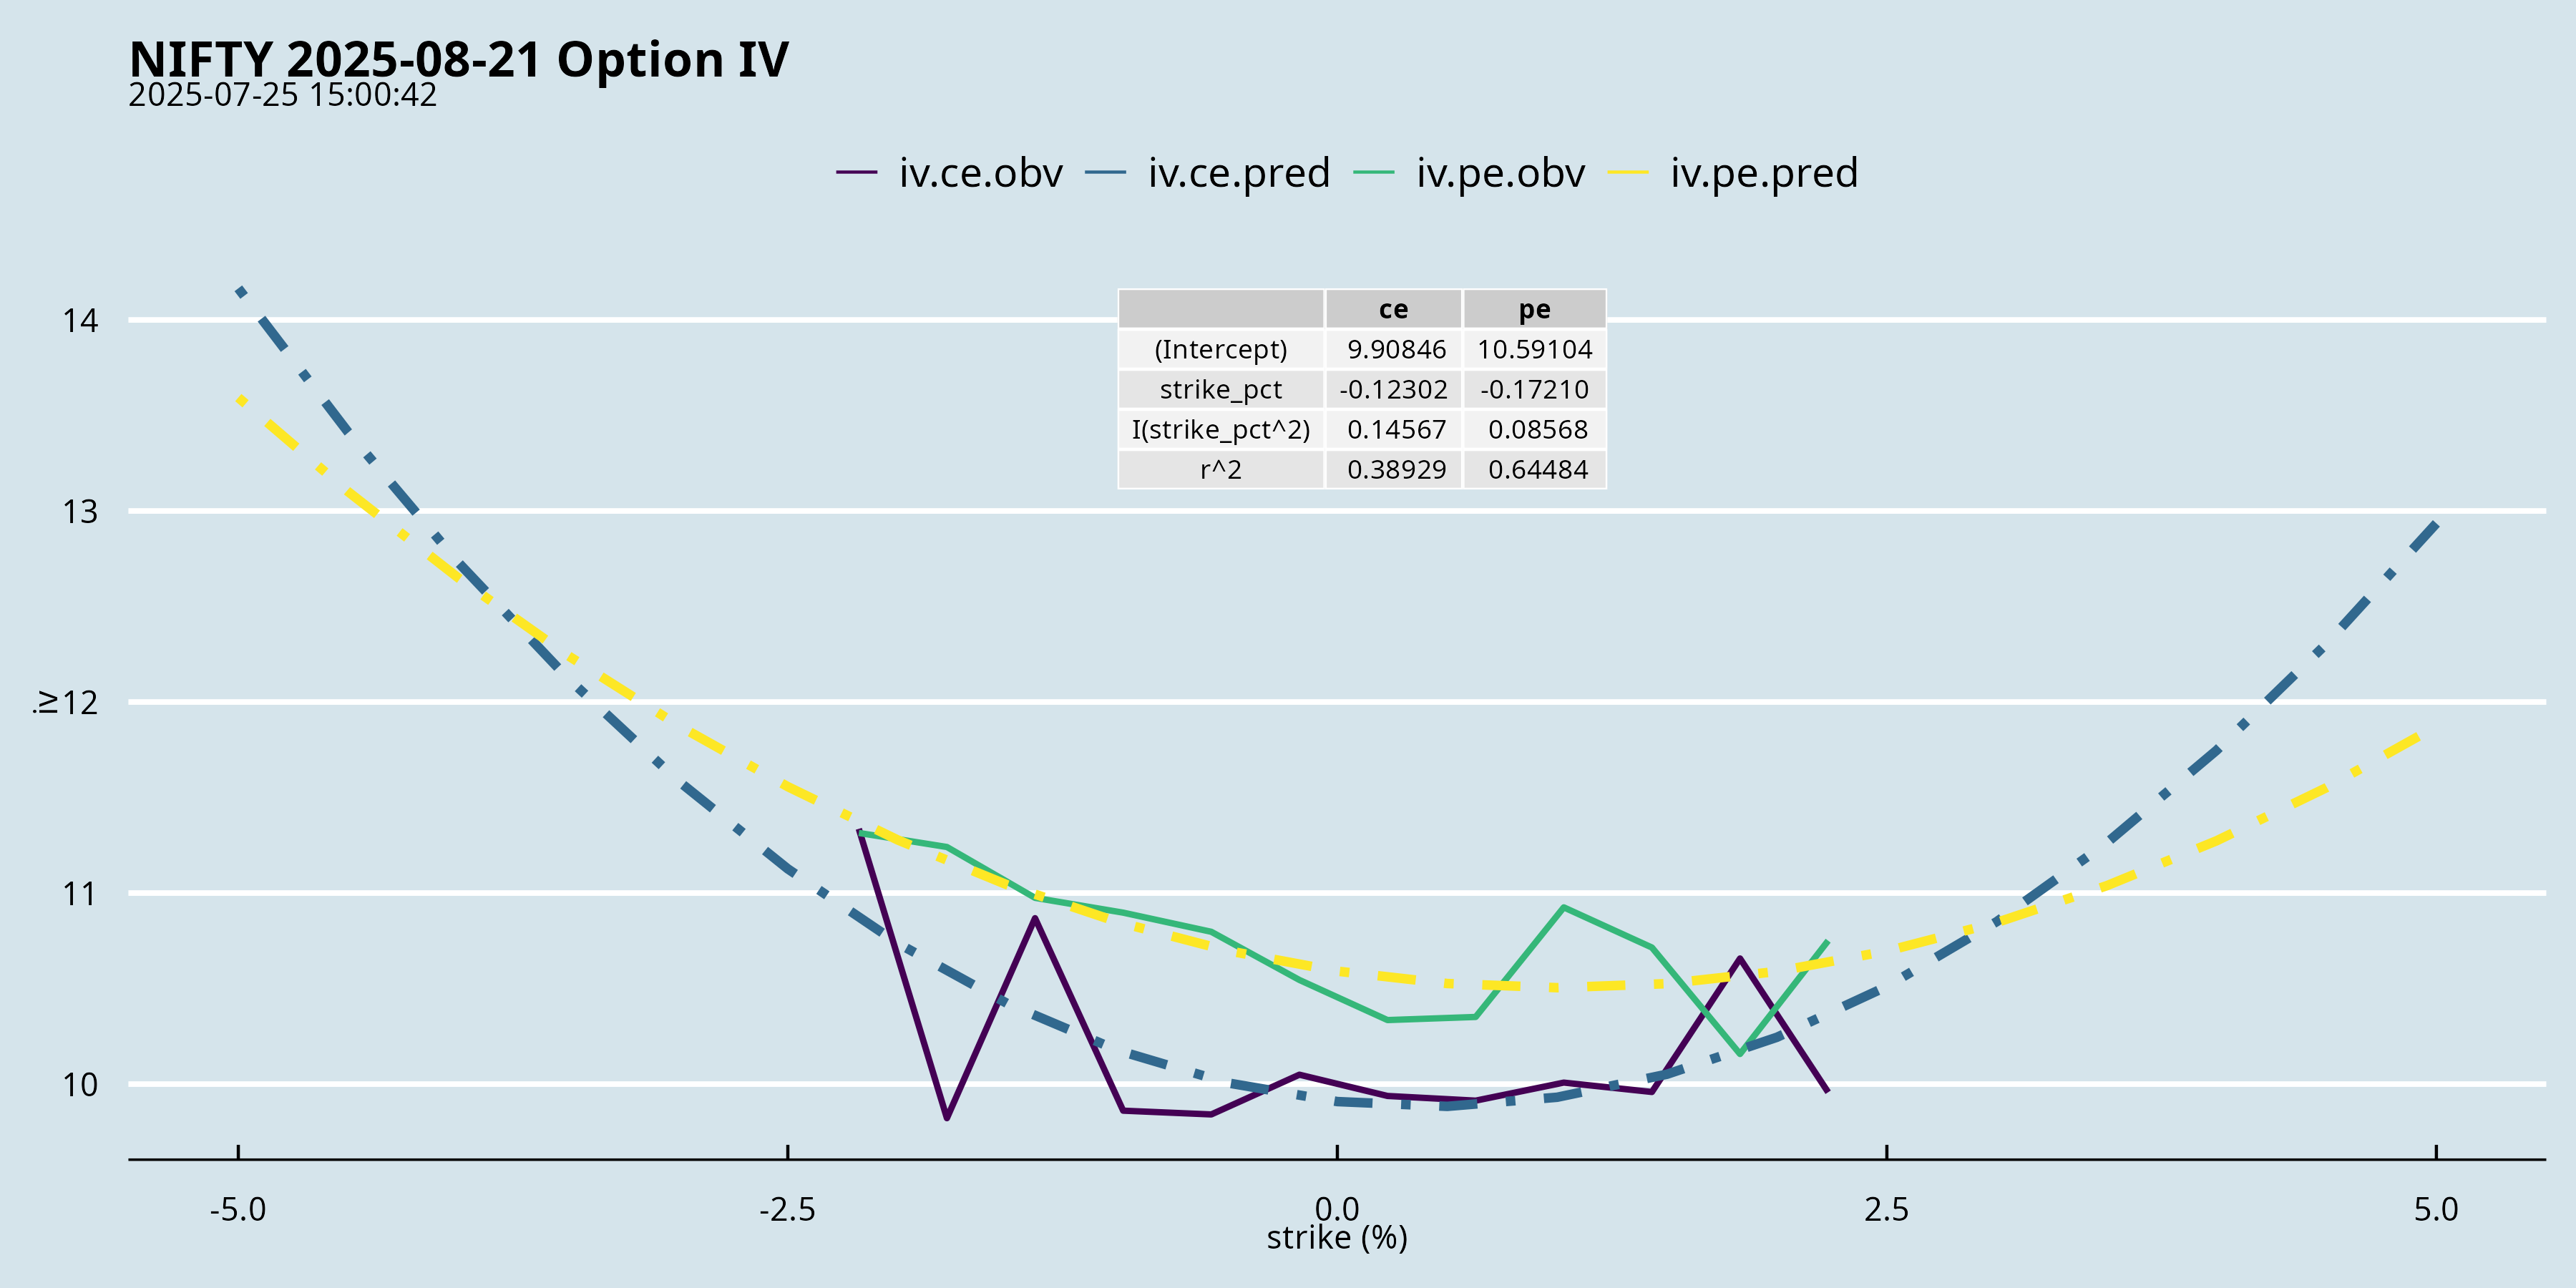 NIFTY 2025-08-21 Option IV
2025-07-25 15:00:42
iv.ce.obv iv.ce.pred iv.pe.obv iv.pe.pred
ce pe
(Intercept) 9.90846 10.59104
strike_pct -0.12302 -0.17210
I(strike_pct^2) 0.14567 0.08568
r^2 0.38929 0.64484
14
13
12
11
10
iv
-5.0 -2.5 0.0 2.5 5.0
strike (%)